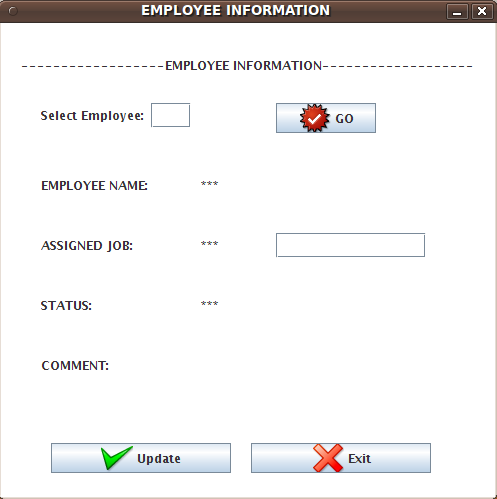 EMPLOYEE INFORMATION
-----------------EMPLOYEE INFORMATION------------------
Select Employee: GO
EMPLOYEE NAME: ***
ASSIGNED JOB: ***
STATUS: ***
COMMENT:
Update Exit